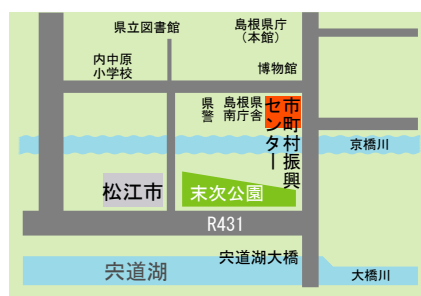 県立図書館
島根県庁
（本館）
内中原
小学校
博物館
県警
島根県
南庁舎
市町村振興
センター
京橋川
松江市
末次公園
R431
宍道湖大橋
宍道湖
大橋川